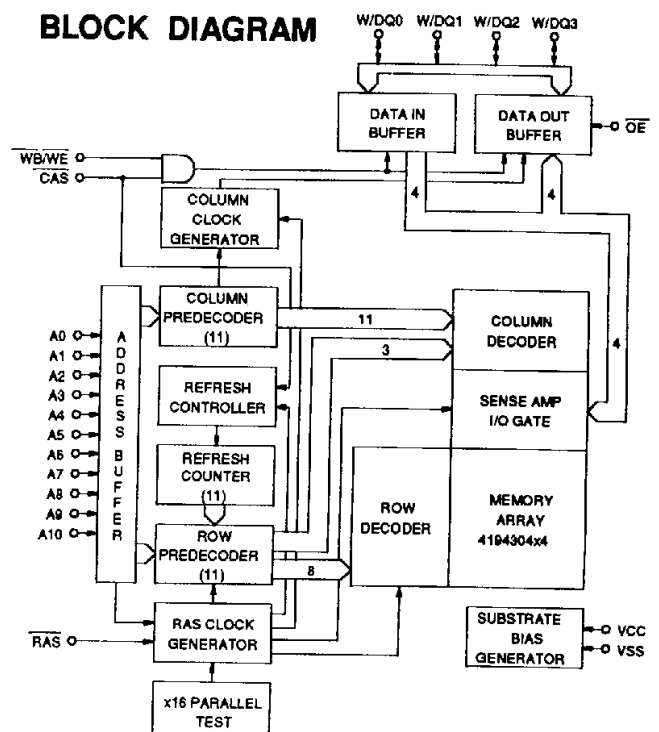 BLOCK DIAGRAM
W/DQ0 W/DQ1 W/DQ2 W/DQ3
DATA IN
BUFFER
DATA OUT
BUFFER
OE
WB/WE
CAS
4
4
COLUMN
CLOCK
GENERATOR
COLUMN
PREDECODER
(11)
11
3
COLUMN
DECODER
4
ADDRESS BUFFER
A0
A1
A2
A3
A4
A5
A6
A7
A8
A9
A10
REFRESH
CONTROLLER
SENSE AMP
I/O GATE
REFRESH
COUNTER
(11)
ROW
DECODER
MEMORY
ARRAY
4194304x4
ROW
PREDECODER
(11)
8
RAS
RAS CLOCK
GENERATOR
SUBSTRATE
BIAS
GENERATOR
VCC
VSS
x16 PARALLEL
TEST